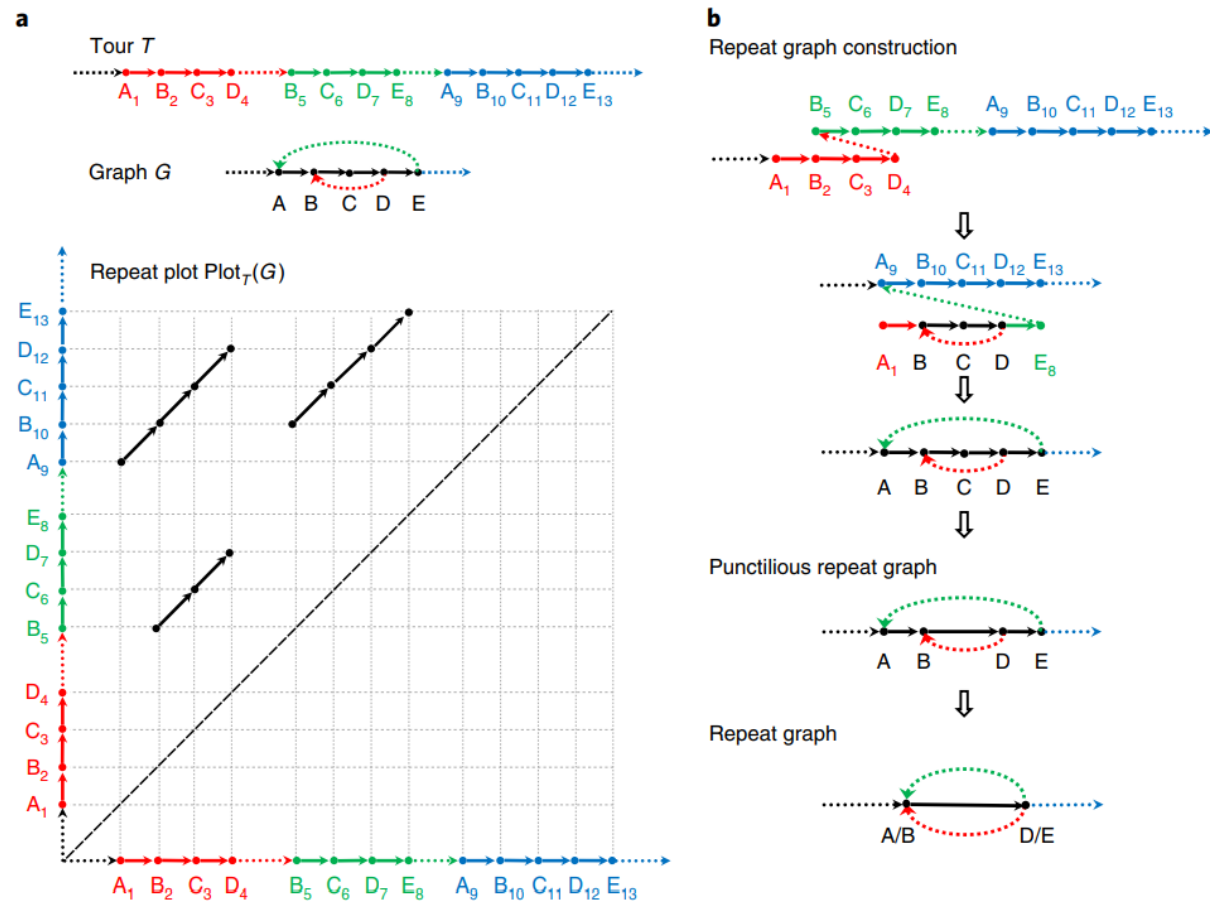 a
Tour T
A1 B2 C3 D4 B5 C6 D7 E8 A9 B10 C11 D12 E13
Graph G
A B C D E
Repeat plot PlotT(G)
E13
D12
C11
B10
A9
E8
D7
C6
B5
D4
C3
B2
A1
A1 B2 C3 D4 B5 C6 D7 E8 A9 B10 C11 D12 E13
b
Repeat graph construction
B5 C6 D7 E8 A9 B10 C11 D12 E13
A1 B2 C3 D4
A9 B10 C11 D12 E13
A1 B C D E8
A B C D E
Punctilious repeat graph
A B D E
Repeat graph
A/B D/E